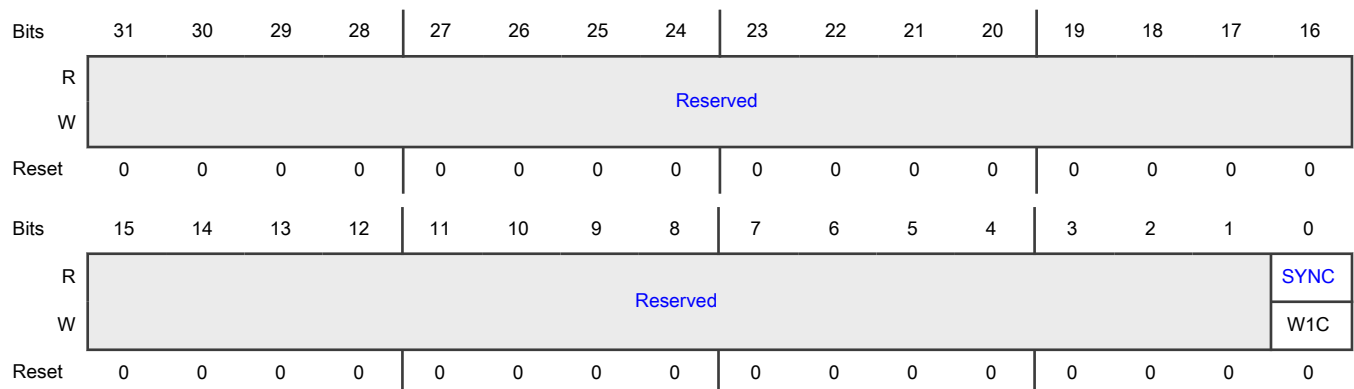 Bits 31 30 29 28 27 26 25 24 23 22 21 20 19 18 17 16
R
Reserved
W
Reset 0 0 0 0 0 0 0 0 0 0 0 0 0 0 0 0
Bits 15 14 13 12 11 10 9 8 7 6 5 4 3 2 1 0
R SYNC
Reserved
W W1C
Reset 0 0 0 0 0 0 0 0 0 0 0 0 0 0 0 0